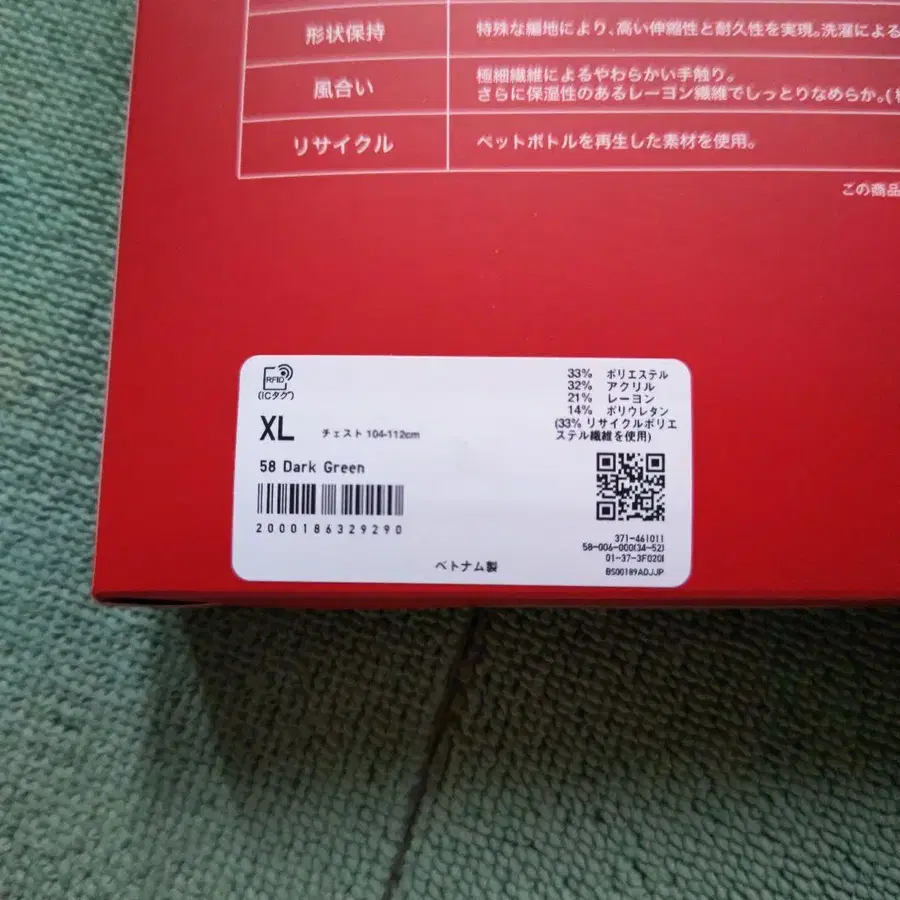 形状保持
特殊な編地により、高い伸縮性と耐久性を実現。洗濯による
風合い
極細繊維によるやわらかい手触り。
さらに保湿性のあるレーヨン繊維でしっとりなめらか。(
リサイクル
ペットボトルを再生した素材を使用。
この商品
RFID
(ICタグ)
XL チェスト 104-112cm
58 Dark Green
2000186329290
33% ポリエステル
32% アクリル
21% レーヨン
14% ポリウレタン
(33% リサイクルポリエ
ステル繊維を使用)
371-461011
58-006-000(34-52)
01-37-3F0201
BS00189ADJJP
ベトナム製